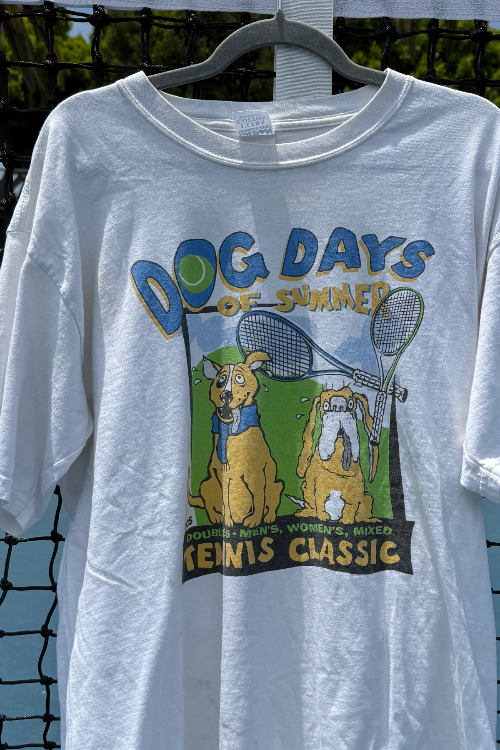 DOG DAYS
OF SUMMER
DOUBLES - MEN'S, WOMEN'S, MIXED
TENNIS CLASSIC